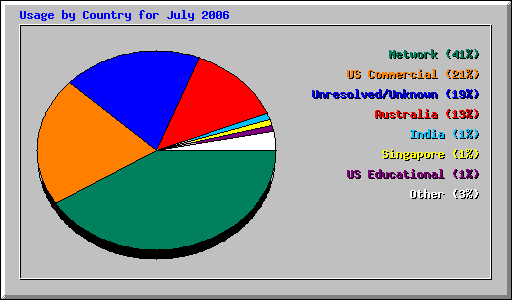 Usage by Country for July 2006
Network (41%)
US Commercial (21%)
Unresolved/Unknown (19%)
Australia (13%)
India (1%)
Singapore (1%)
US Educational (1%)
Other (3%)